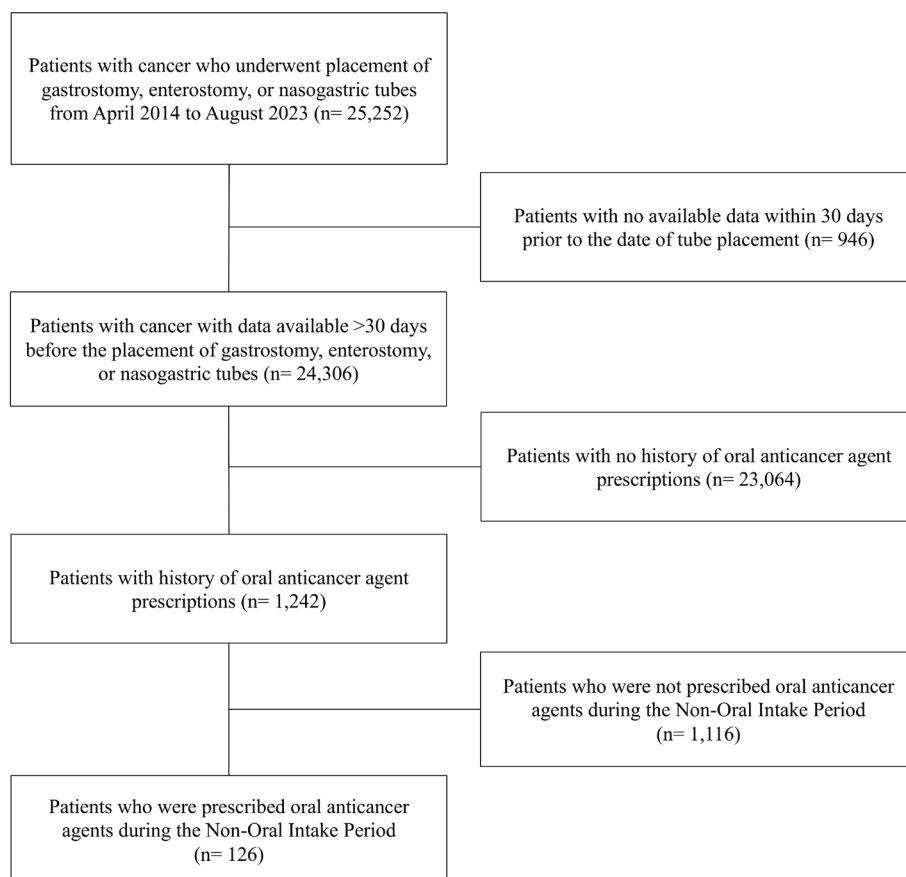 Patients with cancer who underwent placement of
gastrostomy, enterostomy, or nasogastric tubes
from April 2014 to August 2023 (n= 25,252)
Patients with no available data within 30 days
prior to the date of tube placement (n= 946)
Patients with cancer with data available >30 days
before the placement of gastrostomy, enterostomy,
or nasogastric tubes (n= 24,306)
Patients with no history of oral anticancer agent
prescriptions (n= 23,064)
Patients with history of oral anticancer agent
prescriptions (n= 1,242)
Patients who were not prescribed oral anticancer
agents during the Non-Oral Intake Period
(n= 1,116)
Patients who were prescribed oral anticancer
agents during the Non-Oral Intake Period
(n= 126)